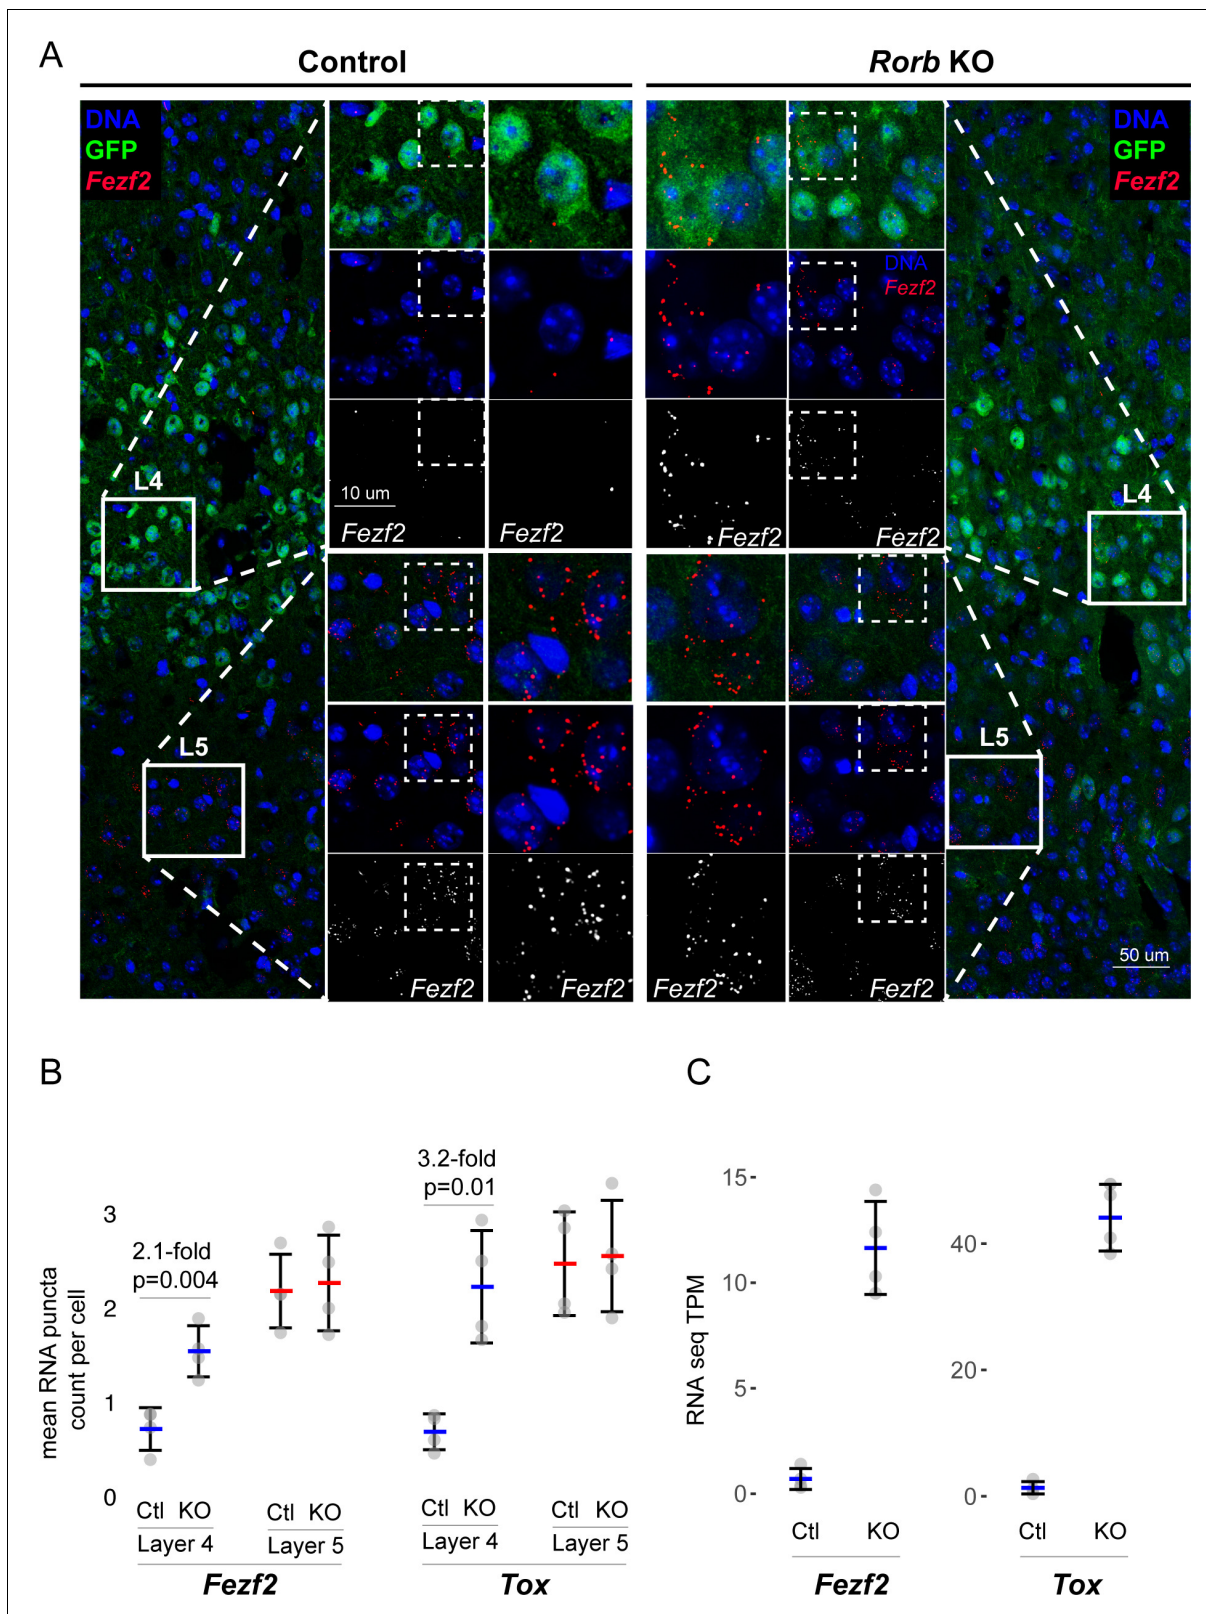 A
Control
Rorb KO
DNA
GFP
Fezf2
DNA
GFP
Fezf2
DNA
Fezf2
L4
L4
10 um
Fezf2
Fezf2
Fezf2
Fezf2
L5
L5
50 um
Fezf2
Fezf2
Fezf2
Fezf2
B
mean RNA puncta
count per cell
3
2
1
0
2.1-fold
p=0.004
3.2-fold
p=0.01
Ctl KO
Ctl KO
Ctl KO
Ctl KO
Layer 4
Layer 5
Layer 4
Layer 5
Fezf2
Tox
C
RNA seq TPM
15
10
5
0
40
20
0
Ctl KO
Ctl KO
Fezf2
Tox